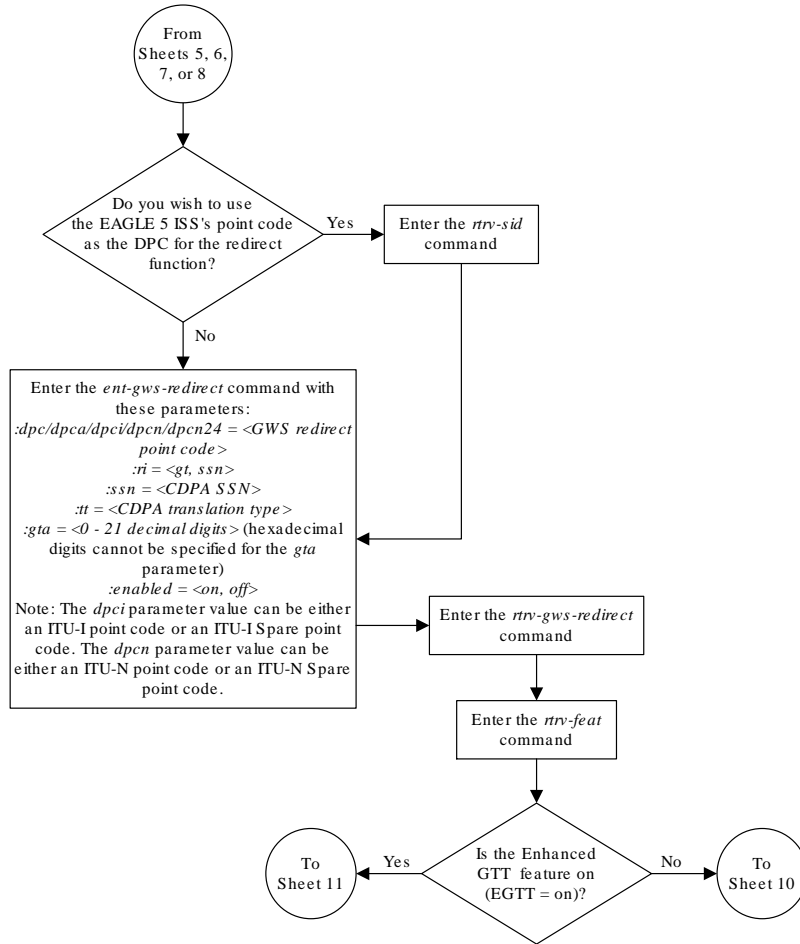 From
Sheets 5, 6,
7, or 8
Do you wish to use
the EAGLE 5 ISS's point code
as the DPC for the redirect
function?
Yes
Enter the rtrv-sid
command
No
Enter the ent-gws-redirect command with
these parameters:
:dpc/dpca/dpci/dpcn/dpcn24 = <GWS redirect
point code>
:ri = <gt, ssn>
:ssn = <CDPA SSN>
:tt = <CDPA translation type>
:gta = <0 - 21 decimal digits> (hexadecimal
digits cannot be specified for the gta
parameter)
:enabled = <on, off>
Note: The dpci parameter value can be either
an ITU-I point code or an ITU-I Spare point
code. The dpcn parameter value can be
either an ITU-N point code or an ITU-N Spare
point code.
Enter the rtrv-gws-redirect
command
Enter the rtrv-feat
command
Is the Enhanced
GTT feature on
(EGTT = on)?
Yes
To
Sheet 11
No
To
Sheet 10